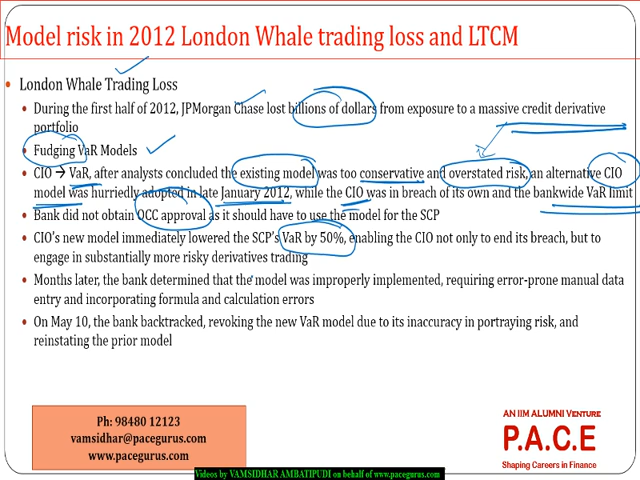 Model risk in 2012 London Whale trading loss and LTCM
London Whale Trading Loss
During the first half of 2012, JPMorgan Chase lost billions of dollars from exposure to a massive credit derivative
portfolio
Fudging VaR Models
CIO → VaR, after analysts concluded the existing model was too conservative and overstated risk, an alternative CIO
model was hurriedly adopted in late January 2012, while the CIO was in breach of its own and the bankwide VaR limit
Bank did not obtain OCC approval as it should have to use the model for the SCP
CIO's new model immediately lowered the SCP's VaR by 50%, enabling the CIO not only to end its breach, but to
engage in substantially more risky derivatives trading
Months later, the bank determined that the model was improperly implemented, requiring error-prone manual data
entry and incorporating formula and calculation errors
On May 10, the bank backtracked, revoking the new VaR model due to its inaccuracy in portraying risk, and
reinstating the prior model
Ph: 98480 12123
vamsidhar@pacegurus.com
www.pacegurus.com
AN IIM ALUMNI VENTURE
P.A.C.E
Shaping Careers in Finance
Videos by VAMSIDHAR AMBATIPUDI on behalf of www.pacegurus.com